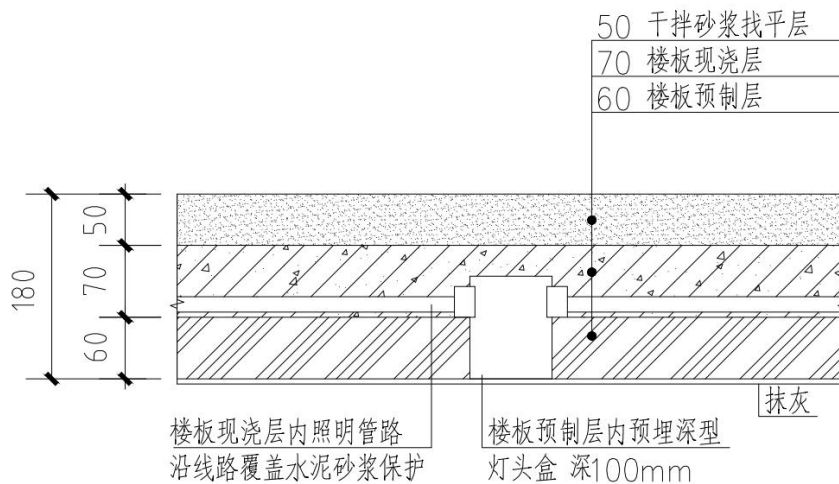 50 干拌砂浆找平层
70 楼板现浇层
60 楼板预制层
50
70
180
60
抹灰
楼板现浇层内照明管路
沿线路覆盖水泥砂浆保护
楼板预制层内预埋深型
灯头盒 深100mm